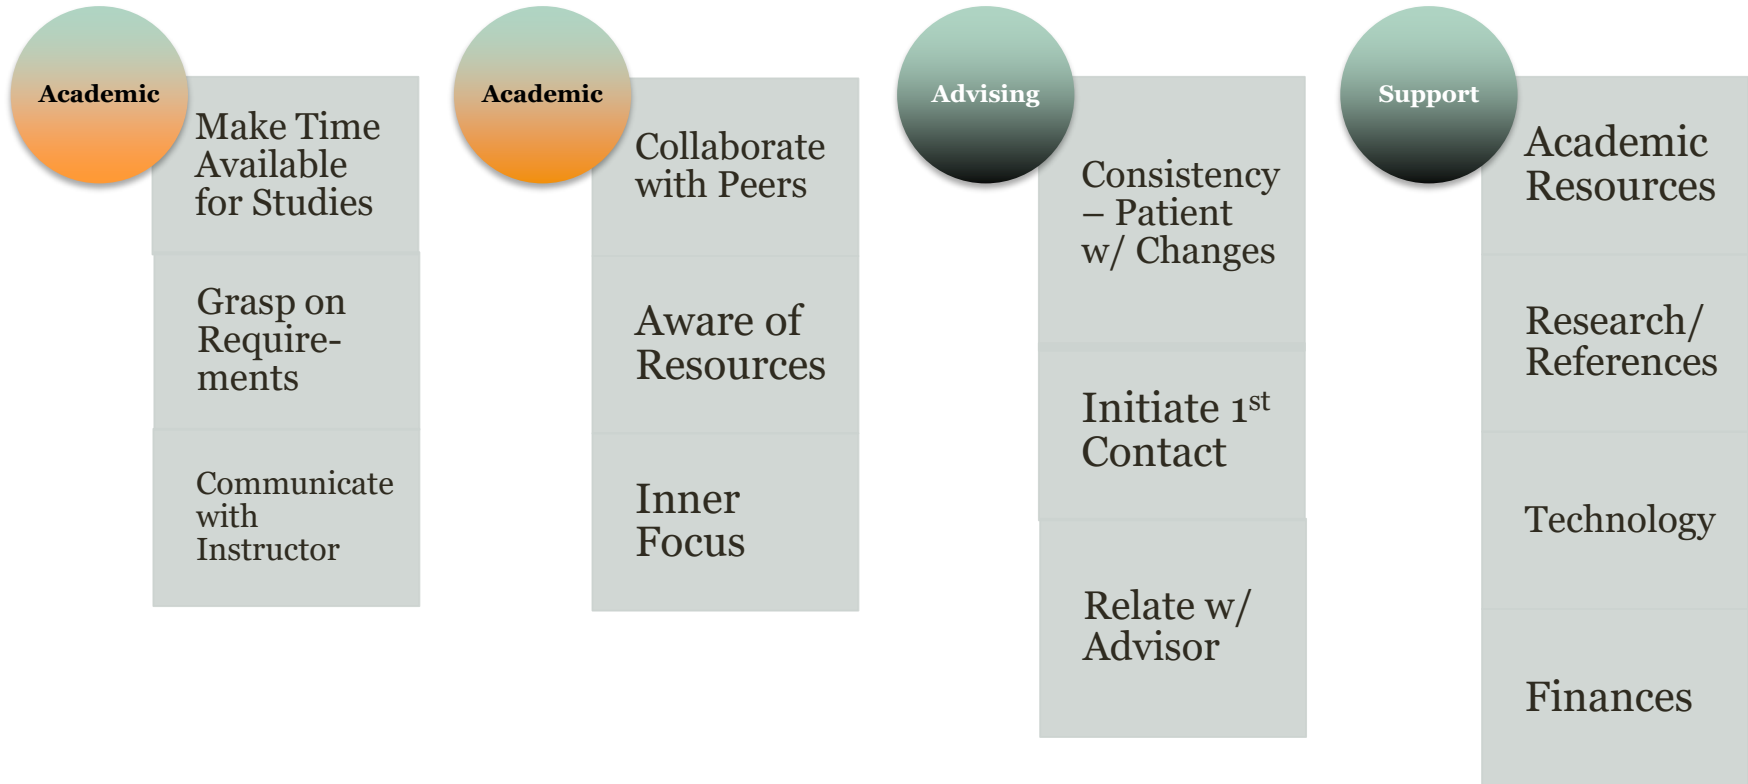 Academic
Make Time
Available
for Studies
Grasp on
Require-
ments
Communicate
with
Instructor
Academic
Collaborate
with Peers
Aware of
Resources
Inner
Focus
Advising
Consistency
– Patient
w/ Changes
Initiate 1st
Contact
Relate w/
Advisor
Support
Academic
Resources
Research/
References
Technology
Finances